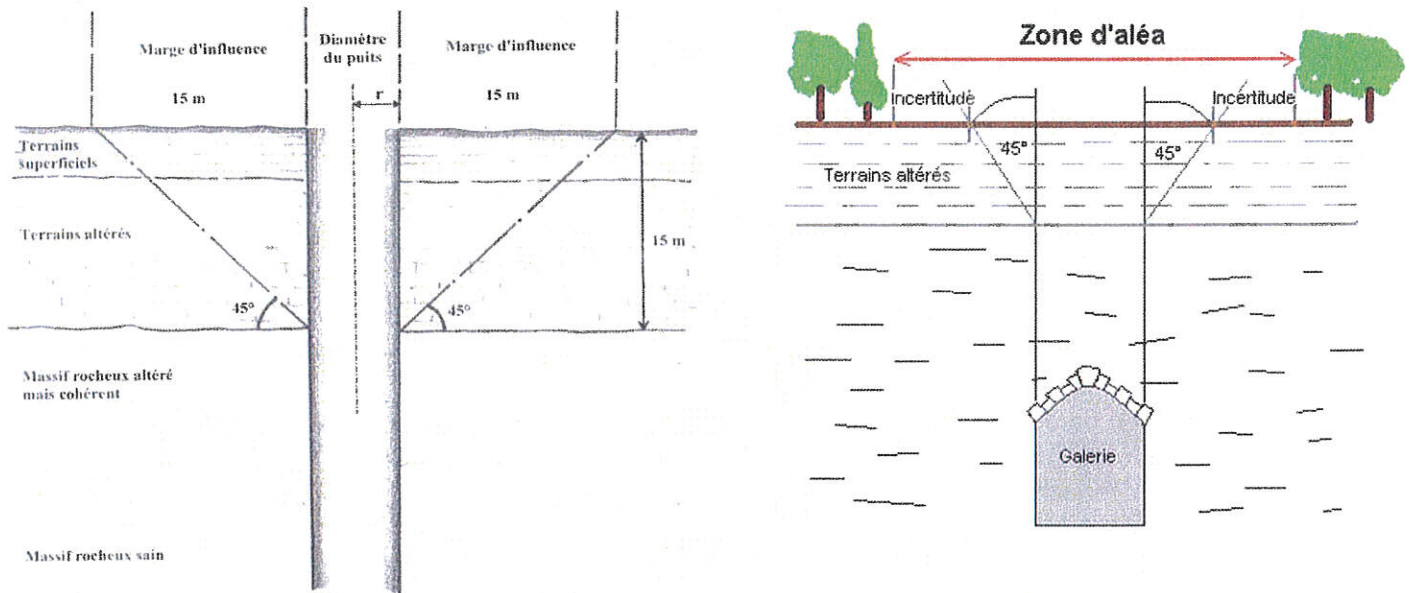 Marge d'influence
Diamètre
du puits
Marge d'influence
15 m
r
15 m
Terrains
superficiels
Terrains altérés
15 m
45°
45°
Massif rocheux altéré
mais cohérent
Massif rocheux sain
Zone d'aléa
Incertitude
Incertitude
45°
45°
Terrains altérés
Galerie